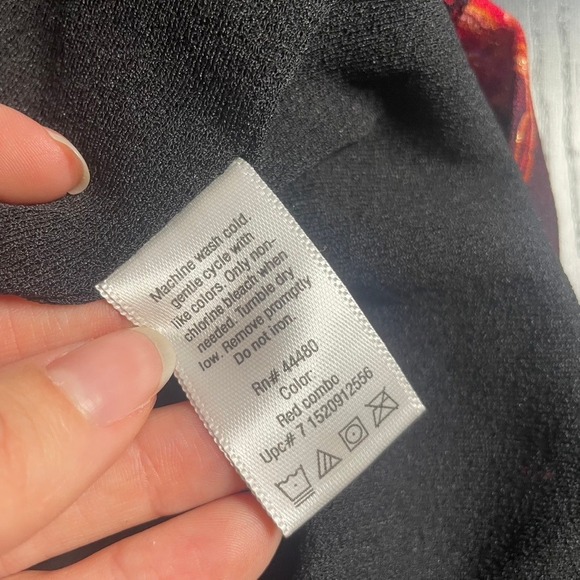 Machine wash cold.
gentle cycle with
like colors. Only non-
chlorine bleach when
needed. Tumble dry
low. Remove promptly
Do not iron.
Rn# 44480
Color:
Red combo
Upc# 7 1520912556